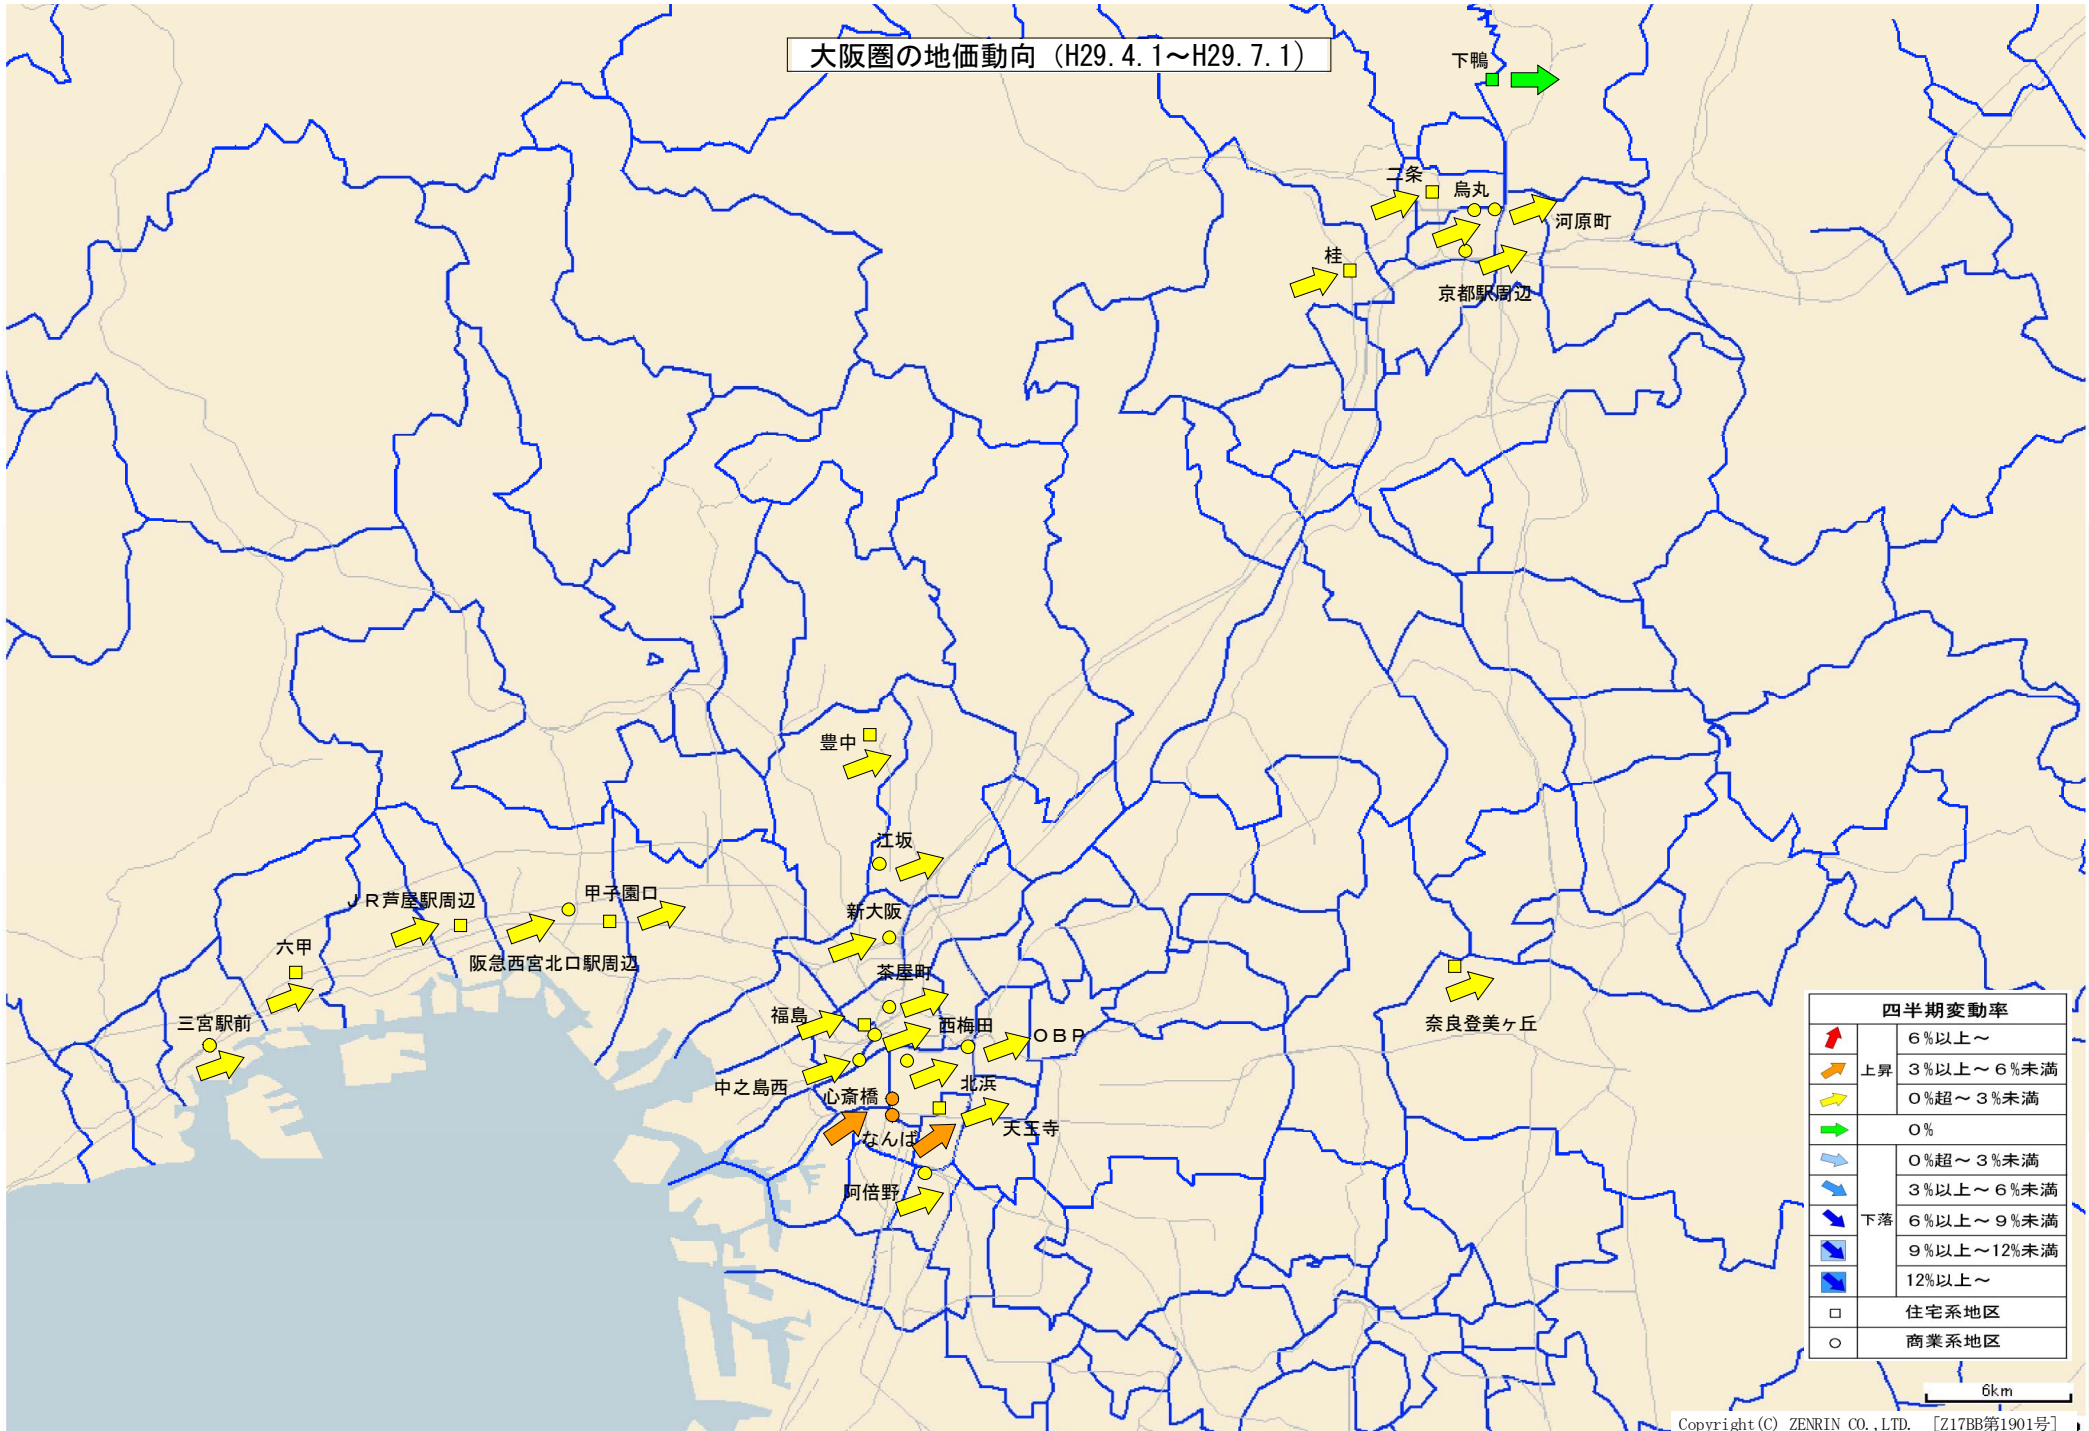 大阪圏の地価動向（H29.4.1～H29.7.1）
下鴨
二条
烏丸
河原町
桂
京都駅周辺
豊中
江坂
ＪＲ芦屋駅周辺
甲子園口
新大阪
六甲
阪急西宮北口駅周辺
茶屋町
三宮駅前
福島
西梅田
ＯＢＰ
奈良登美ヶ丘
中之島西
心斎橋
北浜
なんば
天王寺
阿倍野
四半期変動率
上昇
６％以上～
３％以上～６％未満
０％超～３％未満
０％
下落
０％超～３％未満
３％以上～６％未満
６％以上～９％未満
９％以上～12％未満
12％以上～
住宅系地区
商業系地区
6km
Copyright(C) ZENRIN CO.,LTD. [Z17BB第1901号]